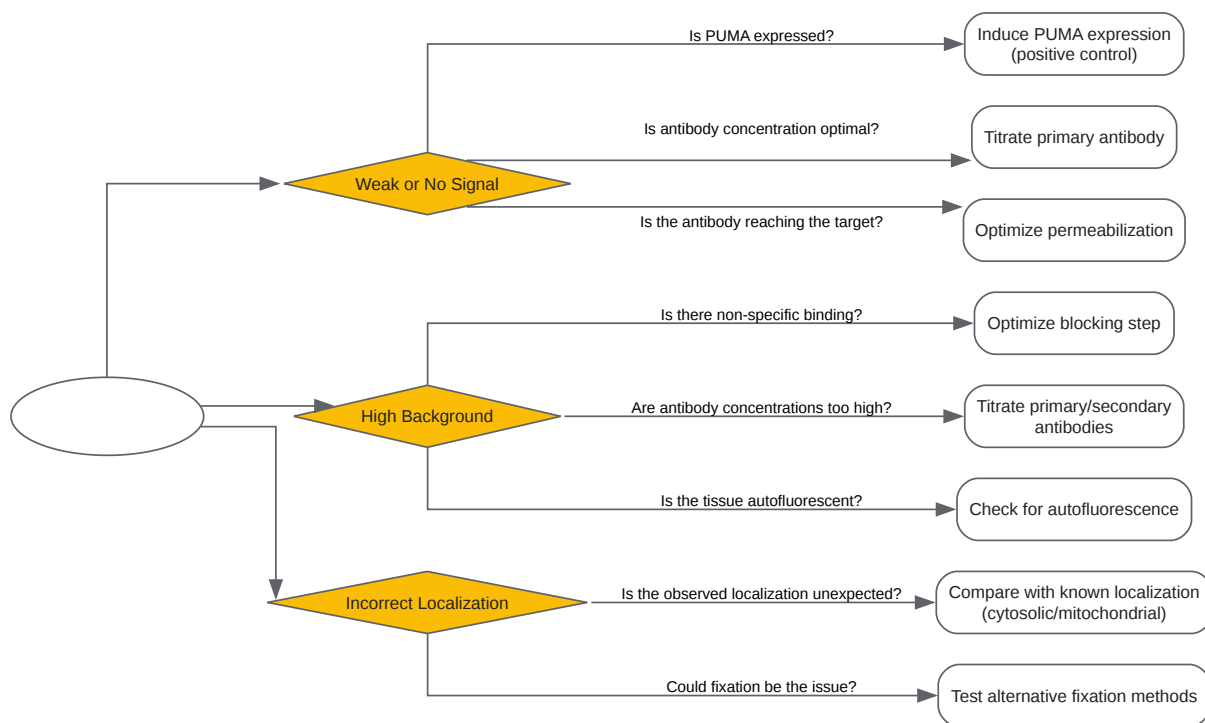 Is PUMA expressed?
Induce PUMA expression
(positive control)
Is antibody concentration optimal?
Titrate primary antibody
Weak or No Signal
Is the antibody reaching the target?
Optimize permeabilization
Is there non-specific binding?
Optimize blocking step
High Background
Are antibody concentrations too high?
Titrate primary/secondary
antibodies
Is the tissue autofluorescent?
Check for autofluorescence
Incorrect Localization
Is the observed localization unexpected?
Compare with known localization
(cytosolic/mitochondrial)
Could fixation be the issue?
Test alternative fixation methods